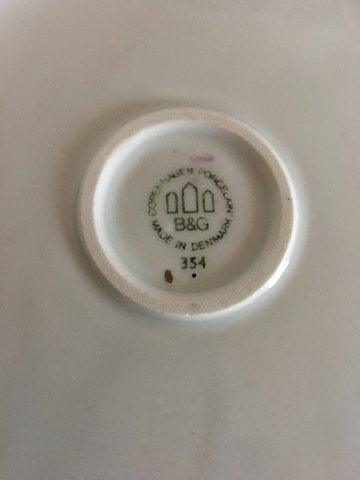 COPENHAGEN PORCELAIN
B&G
MADE IN DENMARK
354